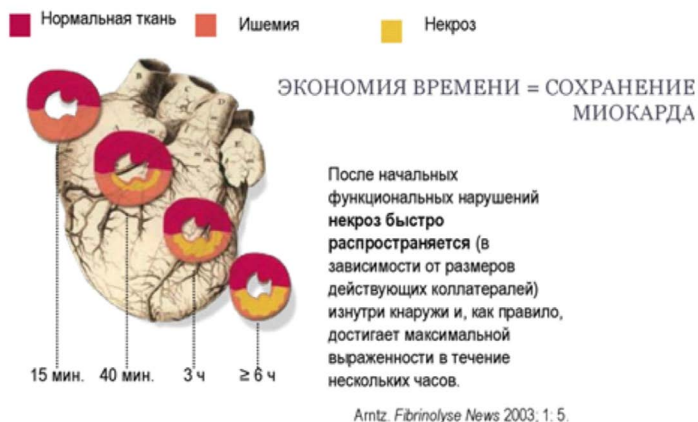 Нормальная ткань
Ишемия
Некроз
ЭКОНОМИЯ ВРЕМЕНИ = СОХРАНЕНИЕ
МИОКАРДА
После начальных
функциональных нарушений
некроз быстро
распространяется (в
зависимости от размеров
действующих коллатералей)
изнутри кнаружи и, как правило,
достигает максимальной
выраженности в течение
нескольких часов.
15 мин. 40 мин. 3 ч ≥ 6 ч
Arntz. Fibrinolyse News 2003; 1: 5.